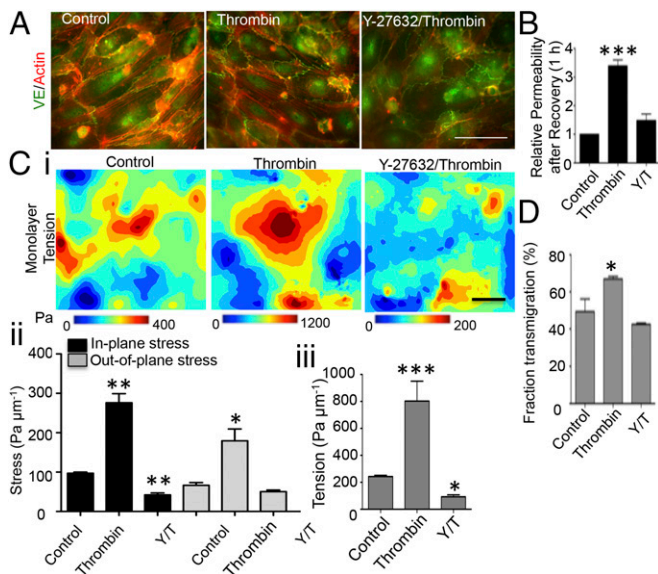 A
Control
Thrombin
Y-27632/Thrombin
VE/Actin
B
Relative Permeability
after Recovery (1 h)
4
3
2
1
0
***
Control
Thrombin
Y/T
C i
Control
Thrombin
Y-27632/Thrombin
Monolayer
Tension
Pa
0 400
0 1200
0 200
D
Fraction transmigration (%)
80
60
40
20
0
*
Control
Thrombin
Y/T
ii
In-plane stress
Out-of-plane stress
Stress (Pa µm⁻¹)
400
300
200
100
0
**
**
*
Control
Thrombin
Y/T
Control
Thrombin
Y/T
iii
Tension (Pa µm⁻¹)
1000
800
600
400
200
0
***
*
Control
Thrombin
Y/T